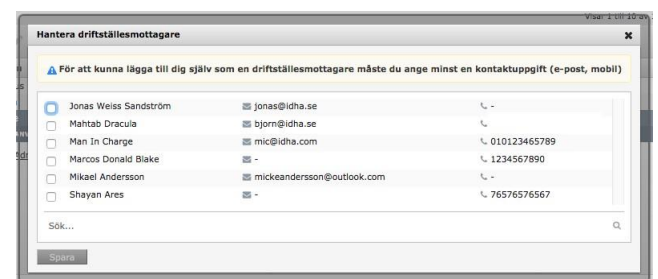 Visar 1 till 10 av
Hantera driftställesmottagare
För att kunna lägga till dig själv som en driftställesmottagare måste du ange minst en kontaktuppgift (e-post, mobil)
Jonas Weiss Sandström jonas@idha.se -
Mahtab Dracula bjorn@idha.se
Man In Charge mic@idha.com 010123465789
Marcos Donald Blake - 1234567890
Mikael Andersson mickeandersson@outlook.com -
Shayan Ares - 76576576567
Sök...
Spara